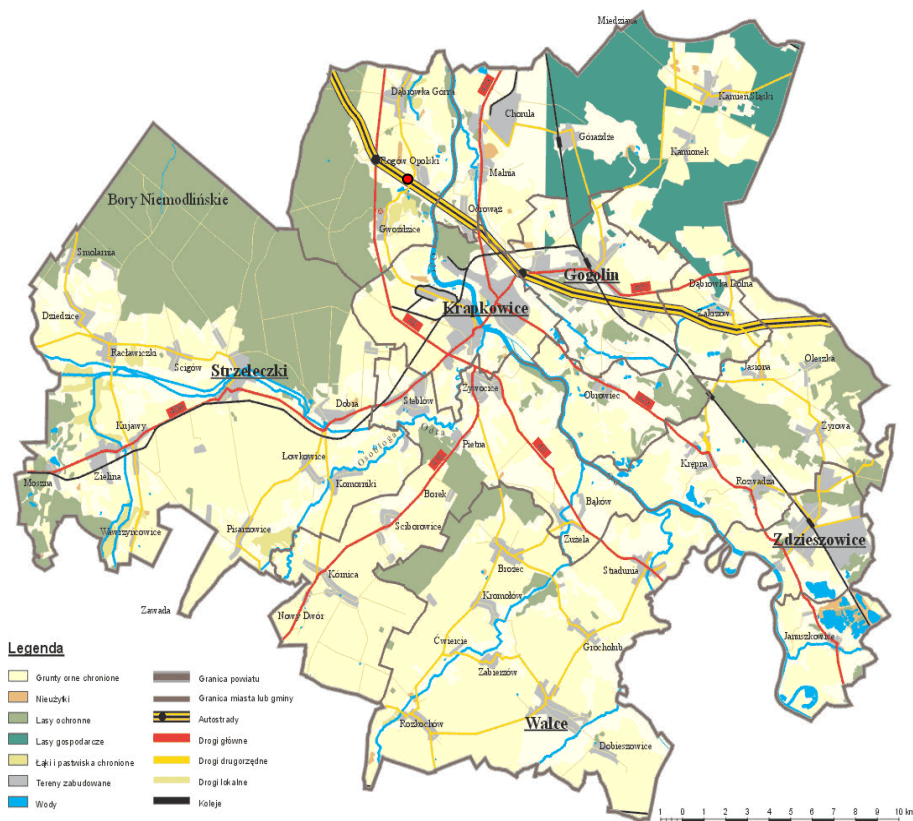 Miedziana
Kamień Śląski
Dąbrówka Górna
Chorula
Górażdże
Kamionek
Rogów Opolski
Malnia
Bory Niemodlińskie
Odrowąż
Gwoździce
Smolarnia
Gogolin
Dąbrówka Dolna
Krapkowice
Zakrzów
Dziedzice
Racławiczki
Ścigów
Strzeleczki
Oleszka
Jasiona
Żywocice
Obrowiec
Dobra
Steblów
Kujawy
Żyrowa
Osobłoga
Góra
Pietna
Łowkowice
Krępna
Rozwadza
Moszna
Zielina
Komorniki
Borek
Bąków
Pisarzowice
Ściborowice
Wawrzyńcowice
Zdzieszowice
Zuzela
Brożec
Stradunia
Kórnica
Kromołów
Zawada
Nowy Dwór
Januszkowice
Ćwiercie
Grocholub
Zabierzów
Rozkochów
Walce
Dobieszowice
Legenda
Grunty orne chronione
Nieużytki
Lasy ochronne
Lasy gospodarcze
Łąki i pastwiska chronione
Tereny zabudowane
Wody
Granica powiatu
Granica miasta lub gminy
Autostrady
Drogi główne
Drogi drugorzędne
Drogi lokalne
Koleje
1 0 1 2 3 4 5 6 7 8 9 10 km